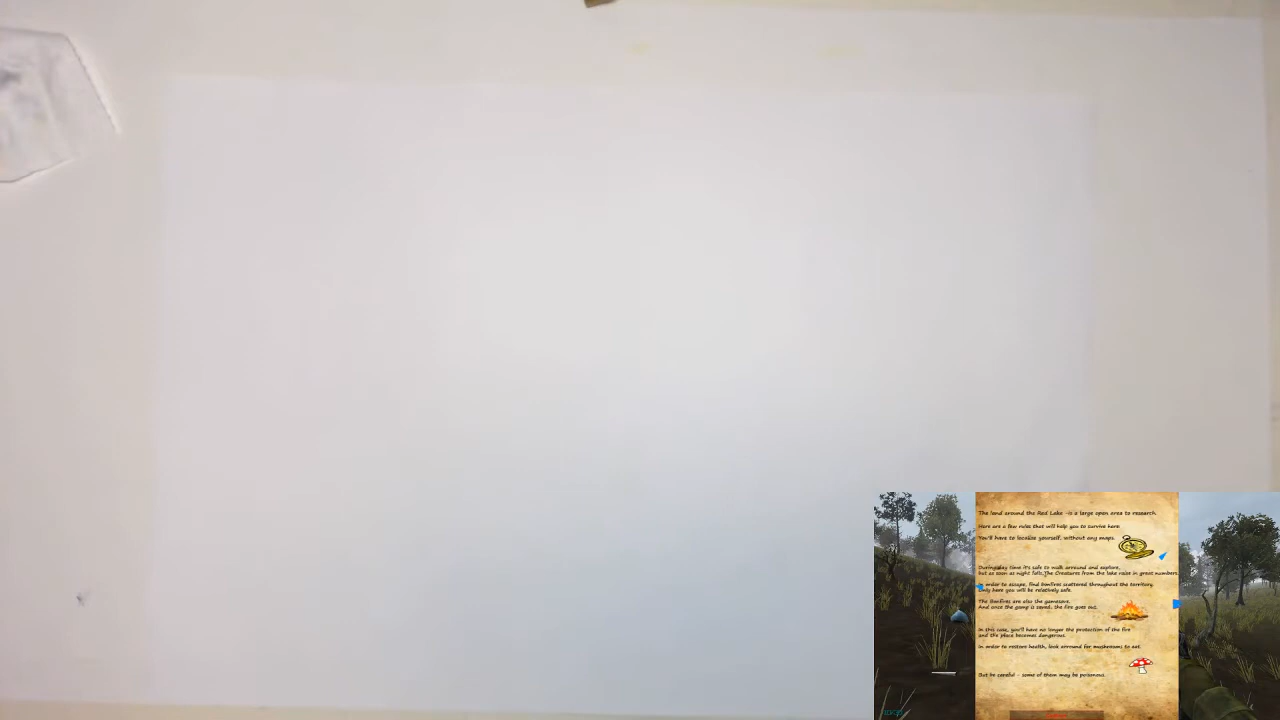 The land around the Red Lake -is a large open area to research.
Here are a few rules that will help you to survive here
You'll have to localise yourself, without any maps.
During day time it's safe to walk arround and explore,
but as soon as night falls,The Creatures from the lake raise in great numbers.
In order to escape, find bonfires scattered throughout the territory.
Only here you will be relatively safe.
The Bonfires are also the gamesave.
And once the game is saved, the fire goes out.
In this case, you'll have no longer the protection of the fire
and the place becomes dangerous.
In order to restore health, look arround for mushrooms to eat.
But be careful - some of them may be poisonous.